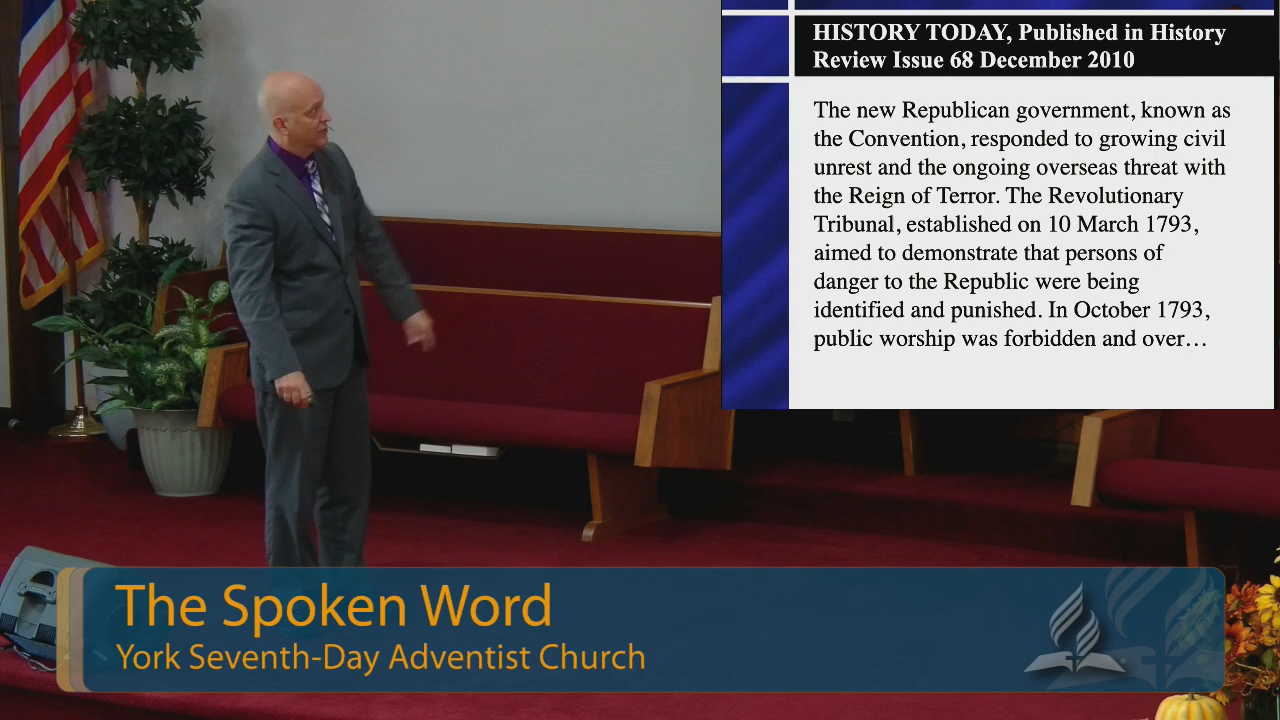 HISTORY TODAY, Published in History
Review Issue 68 December 2010
The new Republican government, known as
the Convention, responded to growing civil
unrest and the ongoing overseas threat with
the Reign of Terror. The Revolutionary
Tribunal, established on 10 March 1793,
aimed to demonstrate that persons of
danger to the Republic were being
identified and punished. In October 1793,
public worship was forbidden and over…
The Spoken Word
York Seventh-Day Adventist Church